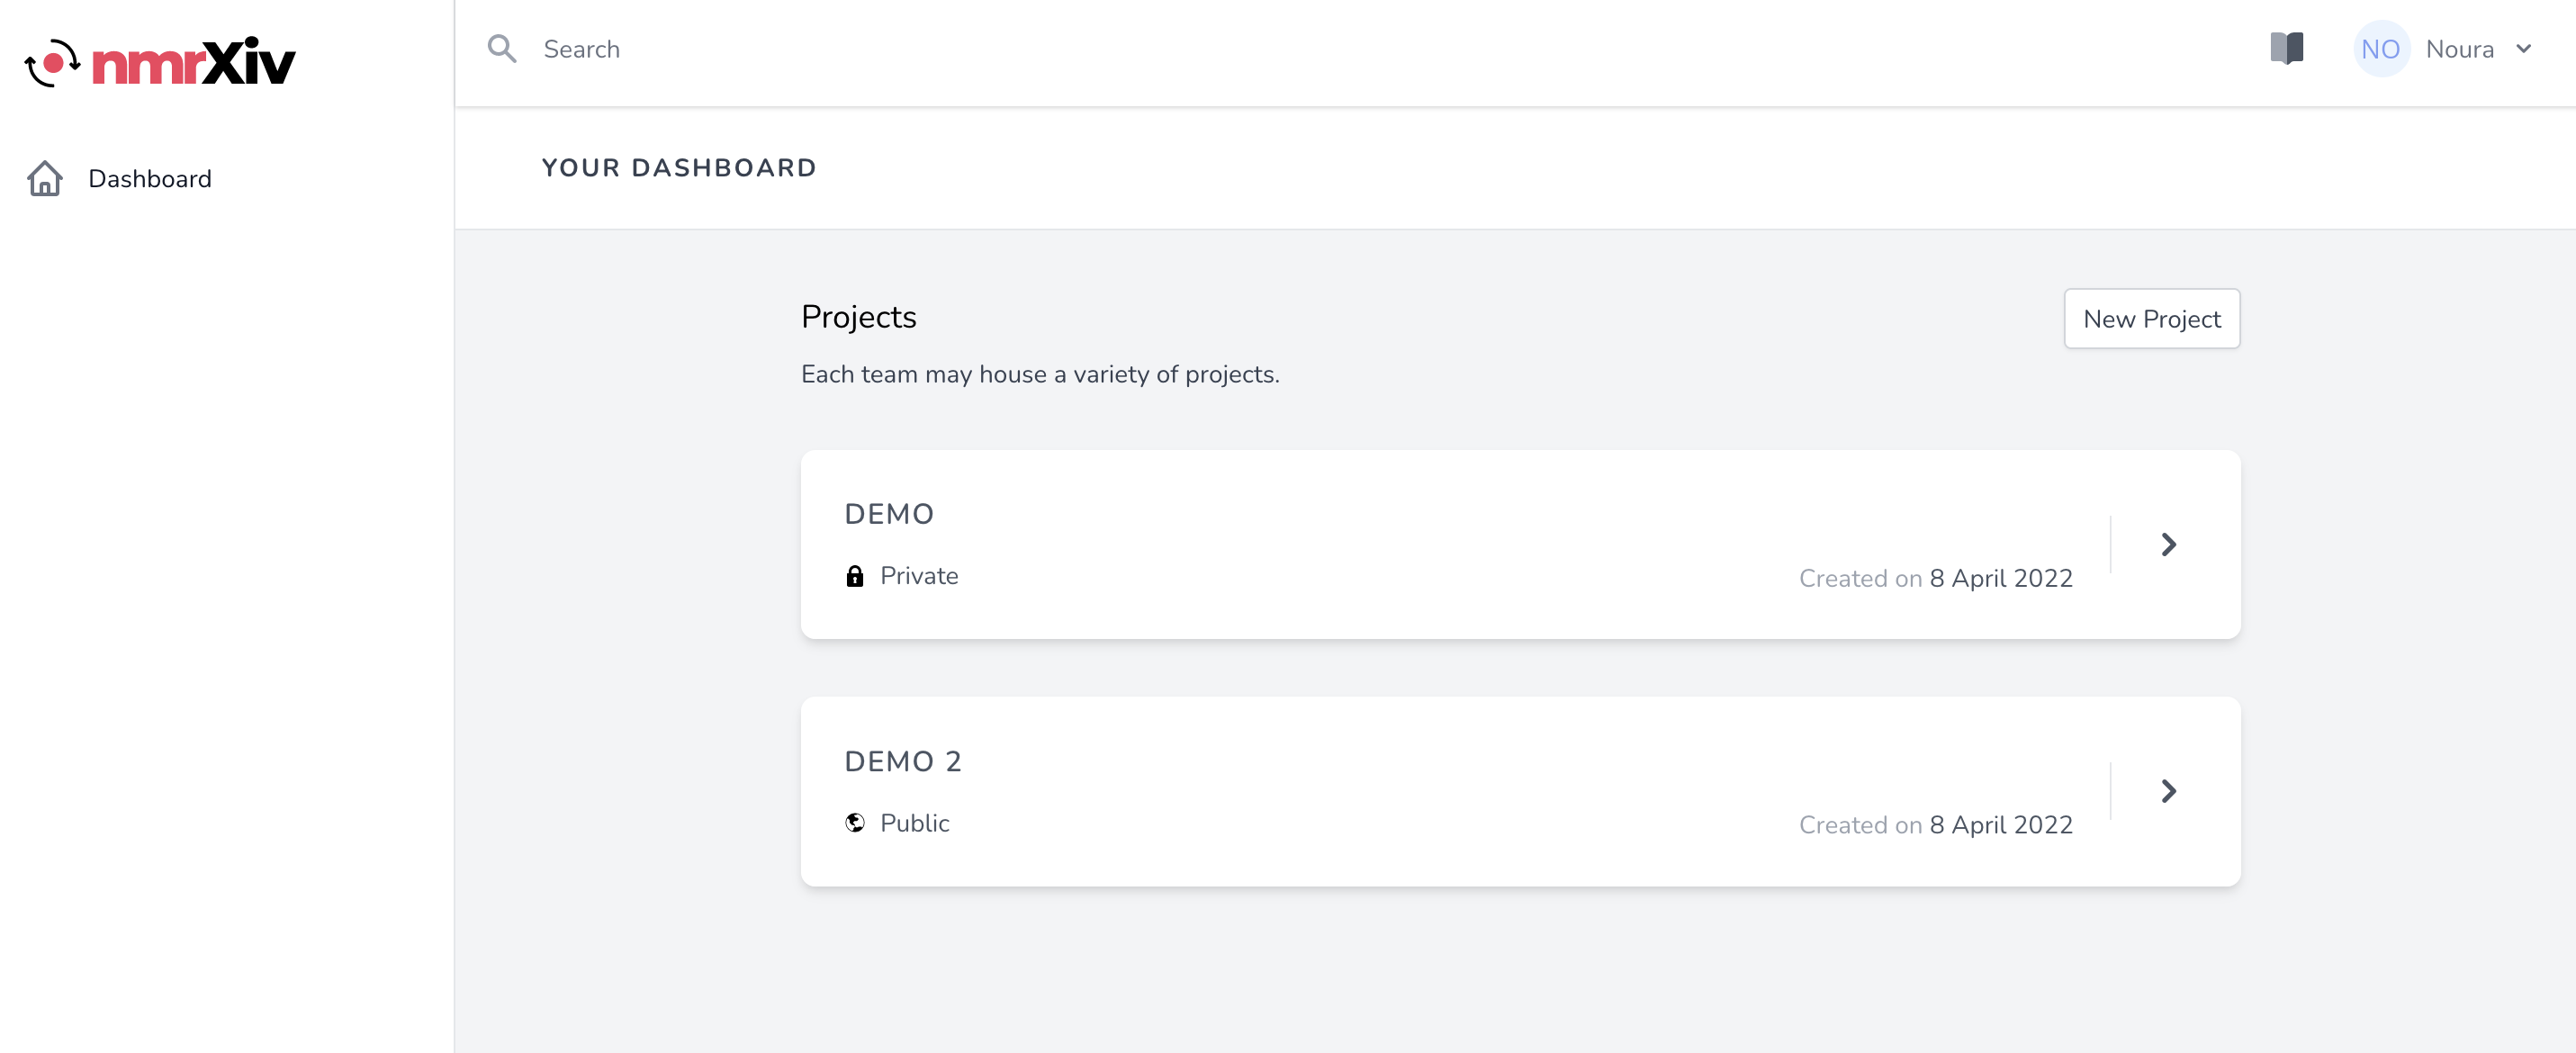 nmrXiv
Search
NO Noura
Dashboard
YOUR DASHBOARD
Projects
New Project
Each team may house a variety of projects.
DEMO
Private
Created on 8 April 2022
DEMO 2
Public
Created on 8 April 2022